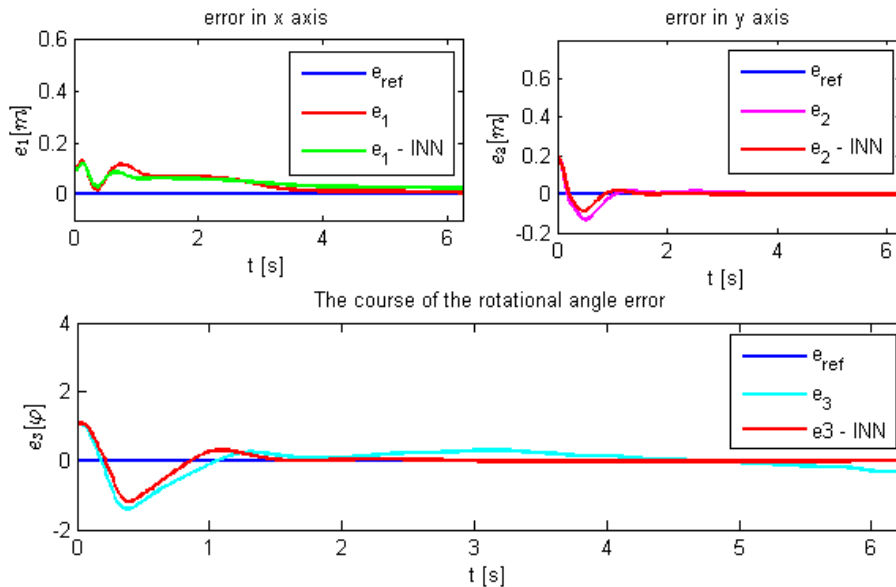 error in x axis
0.6
0.4
0.2
0
e₁[m]
e_ref
e₁
e₁ - INN
0 2 4 6
t [s]
error in y axis
0.6
0.4
0.2
0
-0.2
e₂[m]
e_ref
e₂
e₂ - INN
0 2 4 6
t [s]
The course of the rotational angle error
4
2
0
-2
e₃[φ]
e_ref
e₃
e3 - INN
0 1 2 3 4 5 6
t [s]